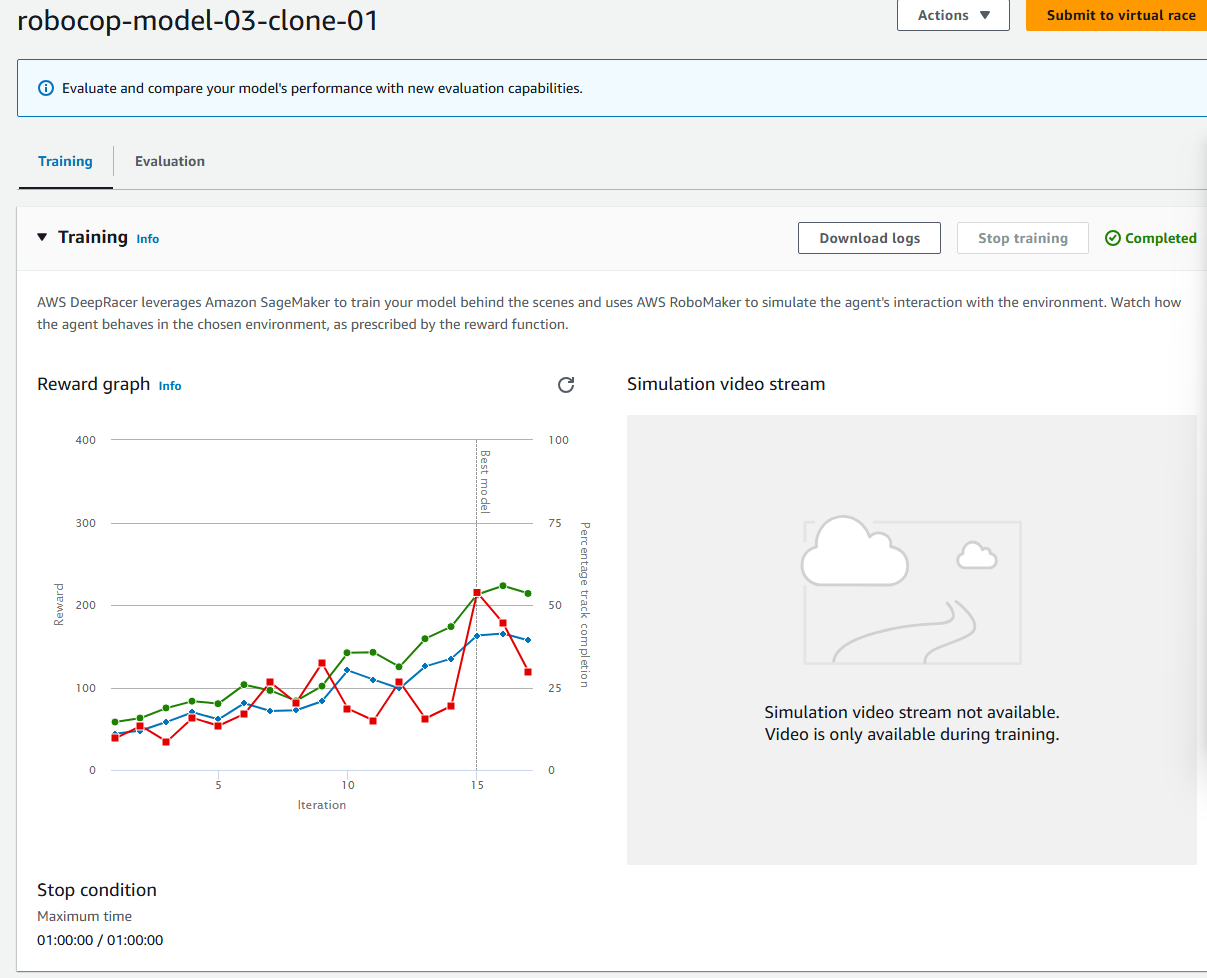 robocop-model-03-clone-01
Actions ▼
Submit to virtual race
Evaluate and compare your model's performance with new evaluation capabilities.
Training
Evaluation
Training Info
Download logs
Stop training
Completed
AWS DeepRacer leverages Amazon SageMaker to train your model behind the scenes and uses AWS RoboMaker to simulate the agent's interaction with the environment. Watch how
the agent behaves in the chosen environment, as prescribed by the reward function.
Reward graph Info
400
300
200
100
0
Reward
Best model
100
75
50
25
0
Percentage track completion
5
10
15
Iteration
Simulation video stream
Simulation video stream not available.
Video is only available during training.
Stop condition
Maximum time
01:00:00 / 01:00:00